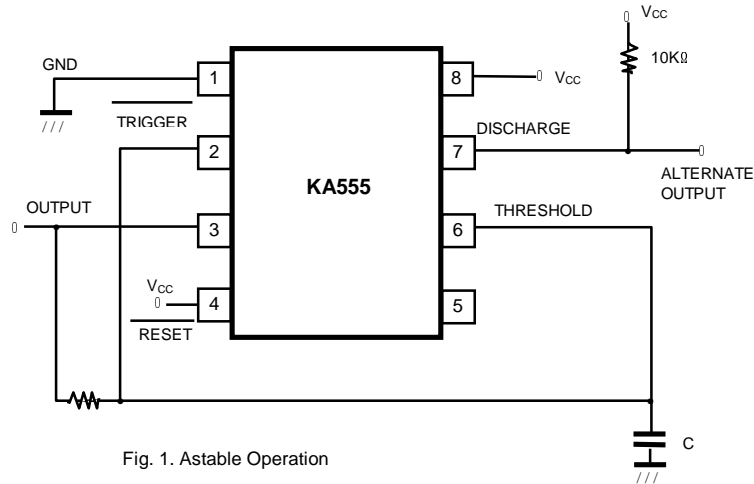 VCC
10KΩ
GND
1
8
VCC
TRIGGER
DISCHARGE
2
7
ALTERNATE
OUTPUT
KA555
OUTPUT
THRESHOLD
3
6
VCC
4
5
RESET
C
Fig. 1. Astable Operation